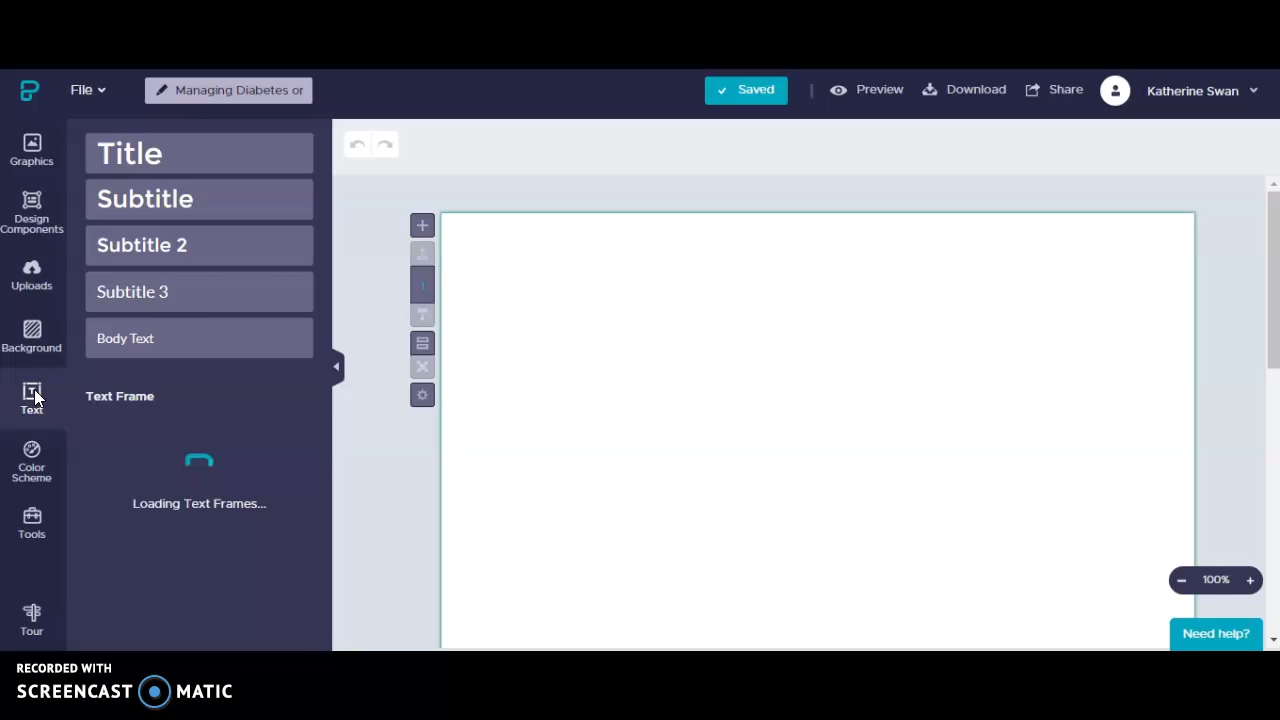 File
Managing Diabetes or
Saved
Preview
Download
Share
Katherine Swan
Graphics
Design
Components
Uploads
Background
Text
Color
Scheme
Tools
Tour
Title
Subtitle
Subtitle 2
Subtitle 3
Body Text
Text Frame
Loading Text Frames...
1
100%
Need help?
RECORDED WITH
SCREENCAST MATIC